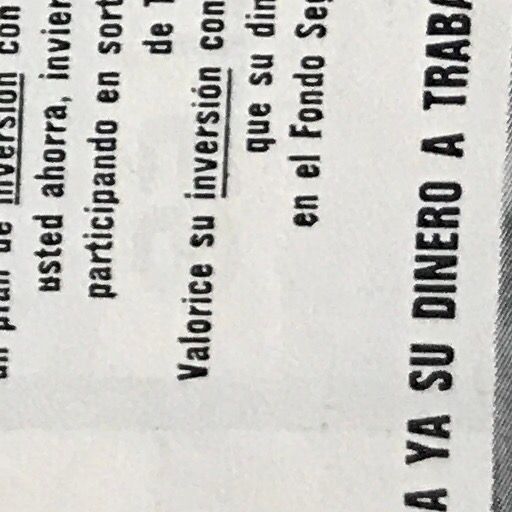 un plan de inversión con
usted ahorra, invier
participando en sort
de T
Valorice su inversión con
que su din
en el Fondo Seg
A YA SU DINERO A TRABA